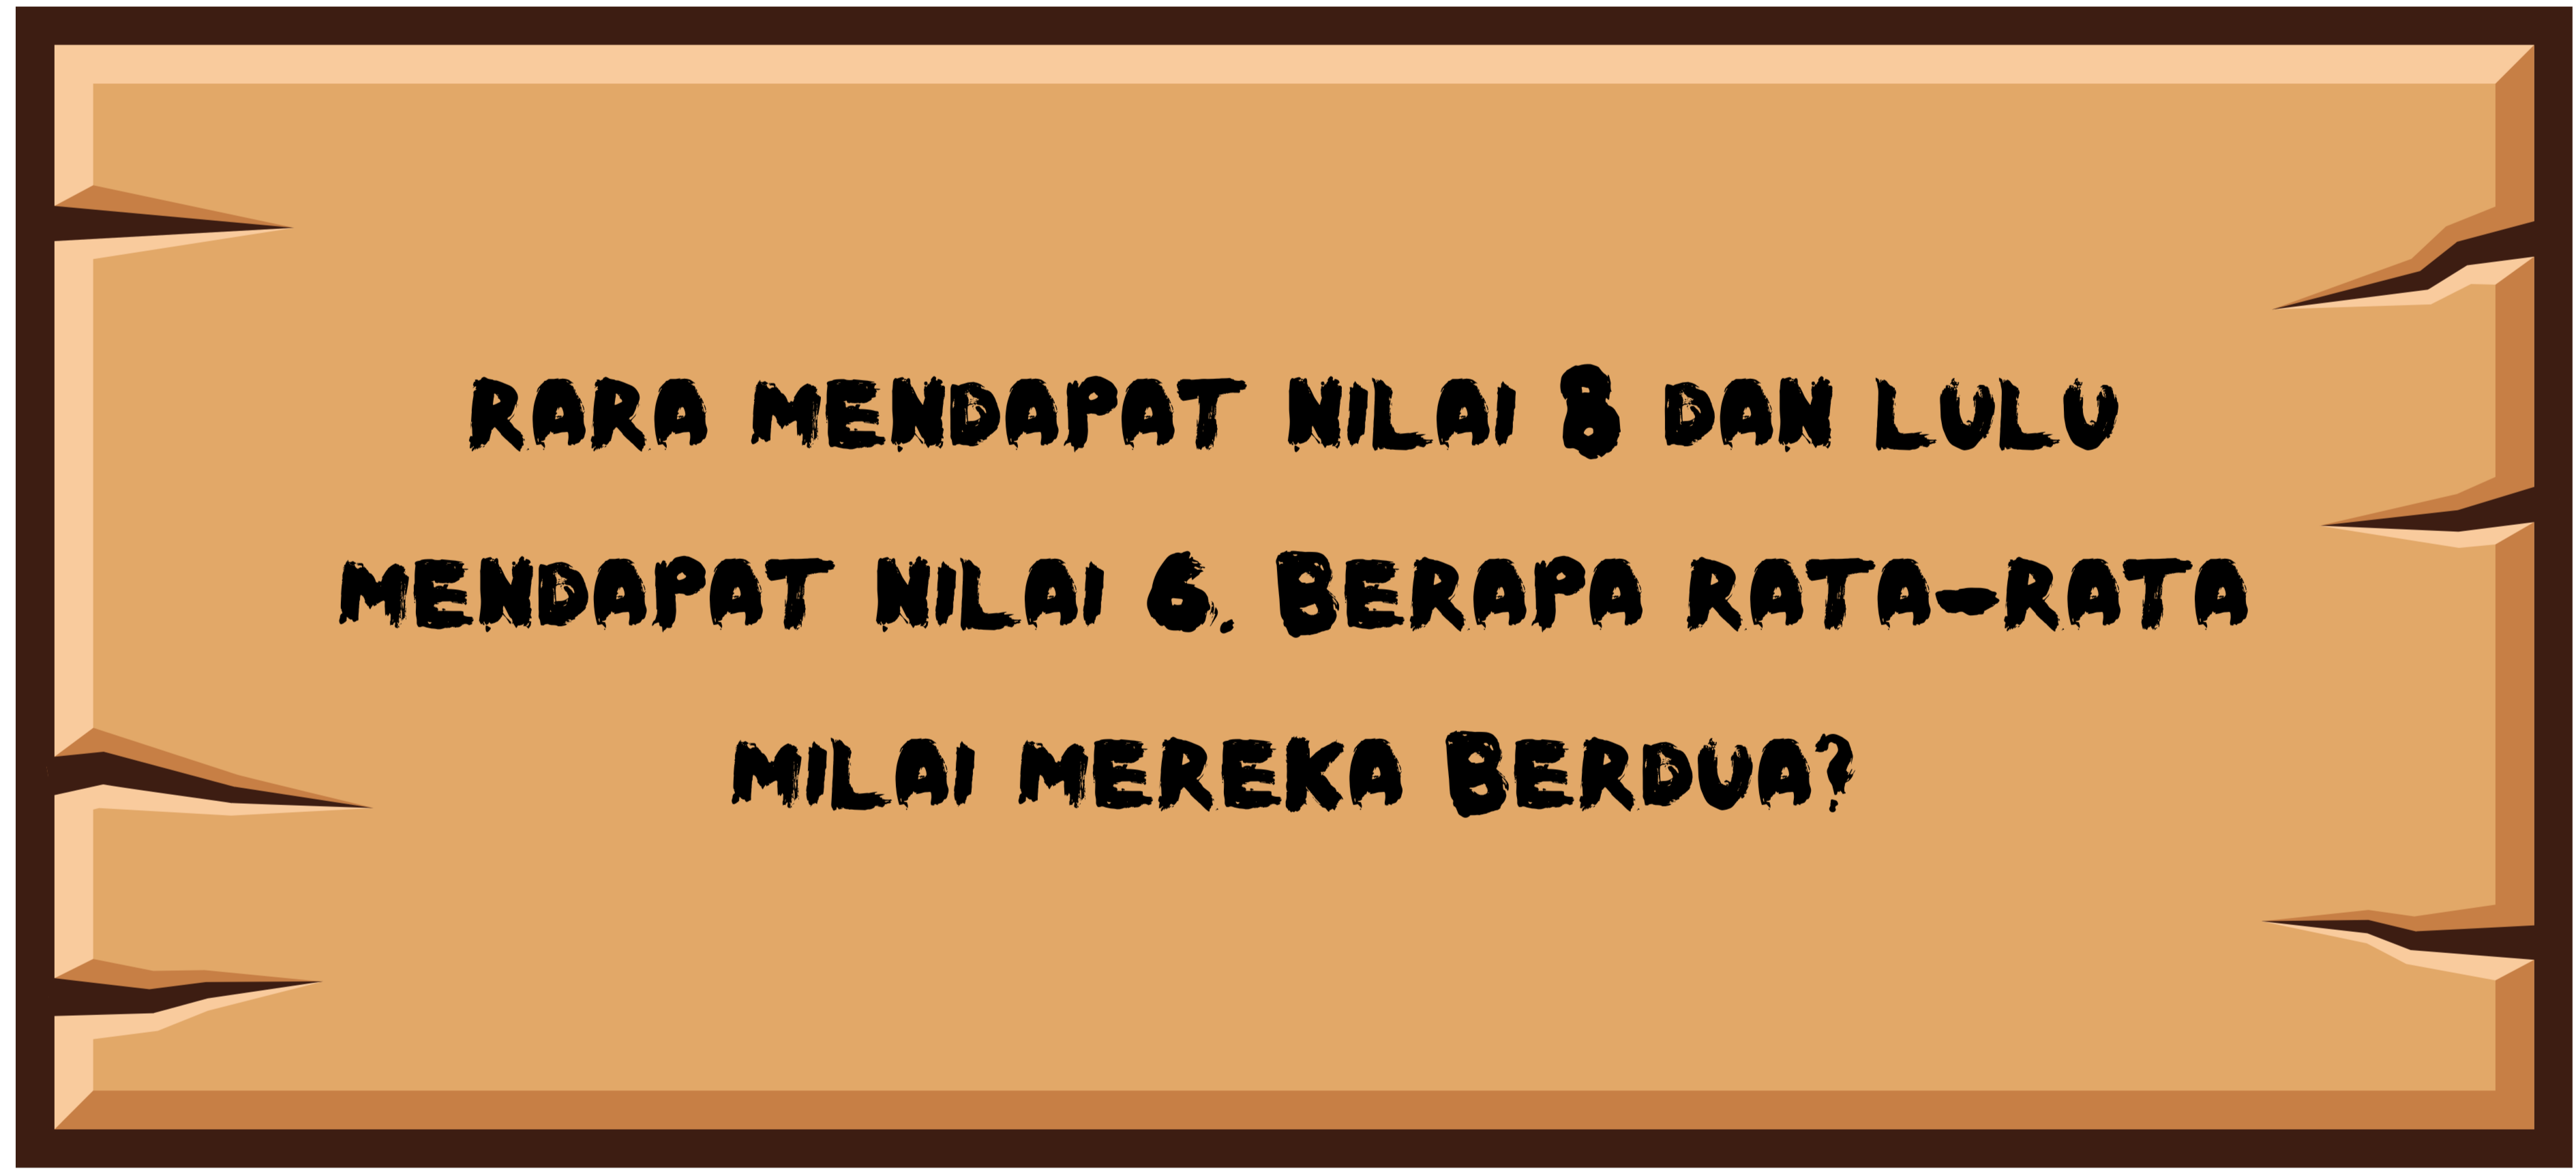 RARA MENDAPAT NILAI 8 DAN LULU
MENDAPAT NILAI 6. BERAPA RATA-RATA
MILAI MEREKA BERDUA?